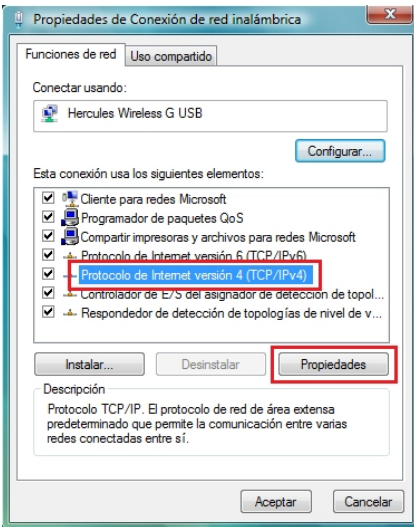 Propiedades de Conexión de red inalámbrica
Funciones de red
Uso compartido
Conectar usando:
Hercules Wireless G USB
Configurar...
Esta conexión usa los siguientes elementos:
Cliente para redes Microsoft
Programador de paquetes QoS
Compartir impresoras y archivos para redes Microsoft
Protocolo de Internet versión 6 (TCP/IPv6)
Protocolo de Internet versión 4 (TCP/IPv4)
Controlador de E/S del asignador de detección de topol...
Respondedor de detección de topologías de nivel de v...
Instalar...
Desinstalar
Propiedades
Descripción
Protocolo TCP/IP. El protocolo de red de área extensa
predeterminado que permite la comunicación entre varias
redes conectadas entre sí.
Aceptar
Cancelar